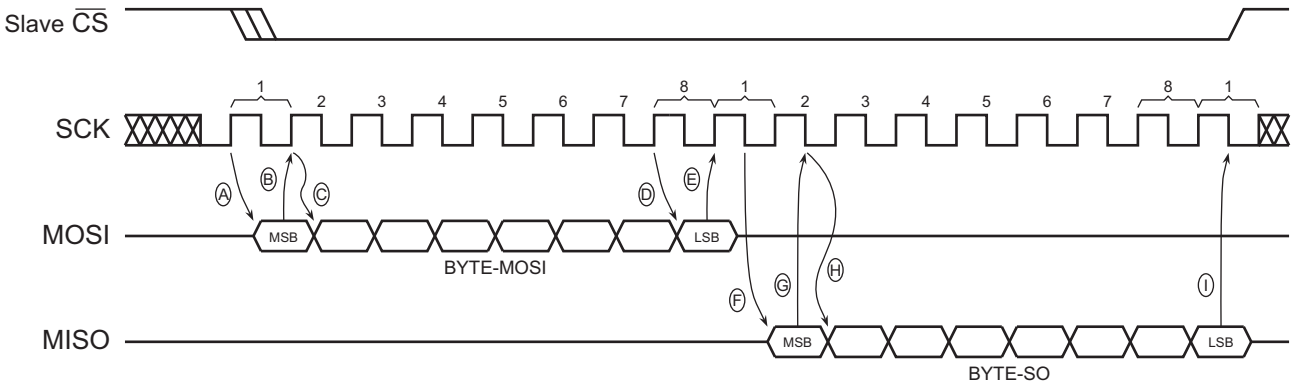 Slave CS
1 2 3 4 5 6 7 8 1 2 3 4 5 6 7 8 1
SCK
A B C D E
MOSI MSB LSB
BYTE-MOSI
F G H I
MISO MSB LSB
BYTE-SO